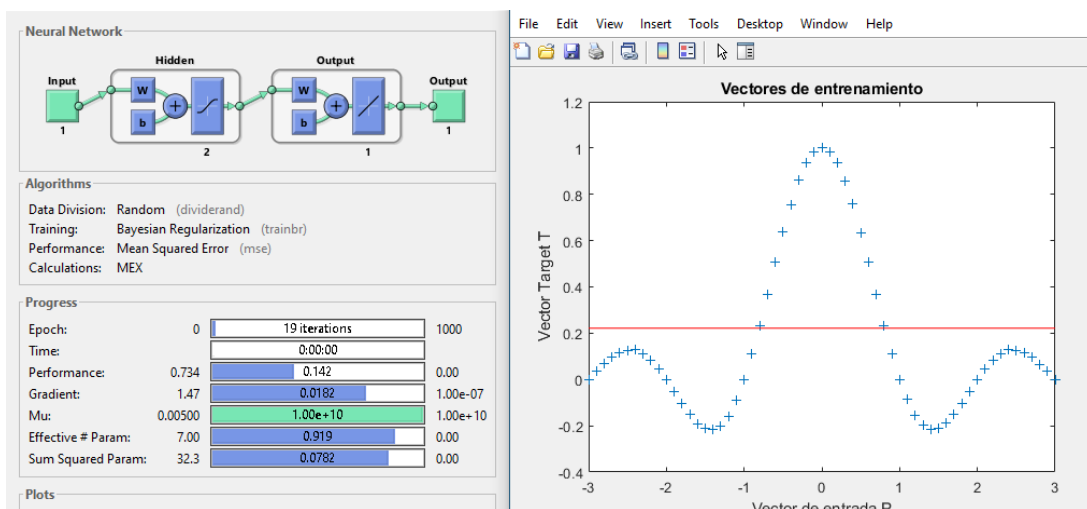 Neural Network
Hidden
Output
Input
Output
W
b
W
b
1
2
1
1
Algorithms
Data Division: Random (dividerand)
Training: Bayesian Regularization (trainbr)
Performance: Mean Squared Error (mse)
Calculations: MEX
Progress
Epoch: 0 19 iterations 1000
Time: 0:00:00
Performance: 0.734 0.142 0.00
Gradient: 1.47 0.0182 1.00e-07
Mu: 0.00500 1.00e+10 1.00e+10
Effective # Param: 7.00 0.919 0.00
Sum Squared Param: 32.3 0.0782 0.00
Plots
File Edit View Insert Tools Desktop Window Help
Vectores de entrenamiento
1.2
1
0.8
0.6
0.4
0.2
0
-0.2
-0.4
Vector Target T
-3 -2 -1 0 1 2 3
Vector de entrada P